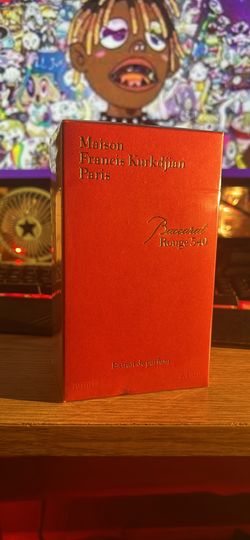 Maison
Francis Kurkdjian
Paris
Baccarat
Rouge 540
Extrait de parfum